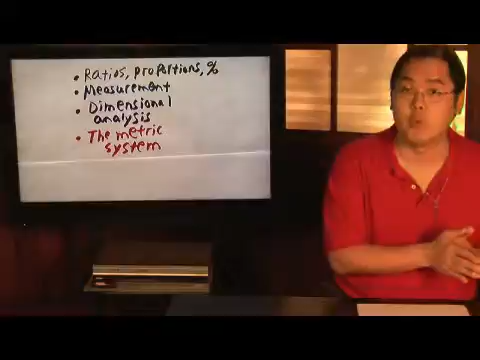 • Ratios, proportions, %
• Measurement
• Dimensional
analysis
• The metric
system